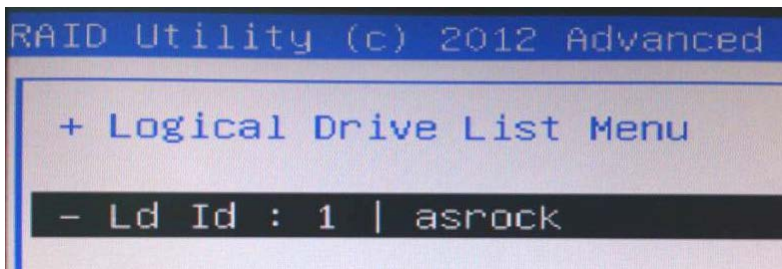 RAID Utility (c) 2012 Advanced
+ Logical Drive List Menu
- Ld Id : 1 | asrock